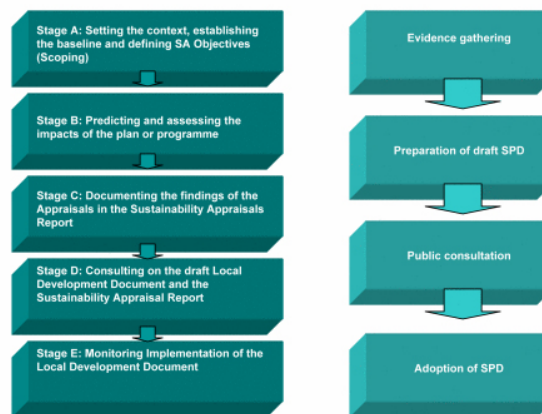 Stage A: Setting the context, establishing
the baseline and defining SA Objectives
(Scoping)
Stage B: Predicting and assessing the
impacts of the plan or programme
Stage C: Documenting the findings of the
Appraisals in the Sustainability Appraisals
Report
Stage D: Consulting on the draft Local
Development Document and the
Sustainability Appraisal Report
Stage E: Monitoring Implementation of the
Local Development Document
Evidence gathering
Preparation of draft SPD
Public consultation
Adoption of SPD